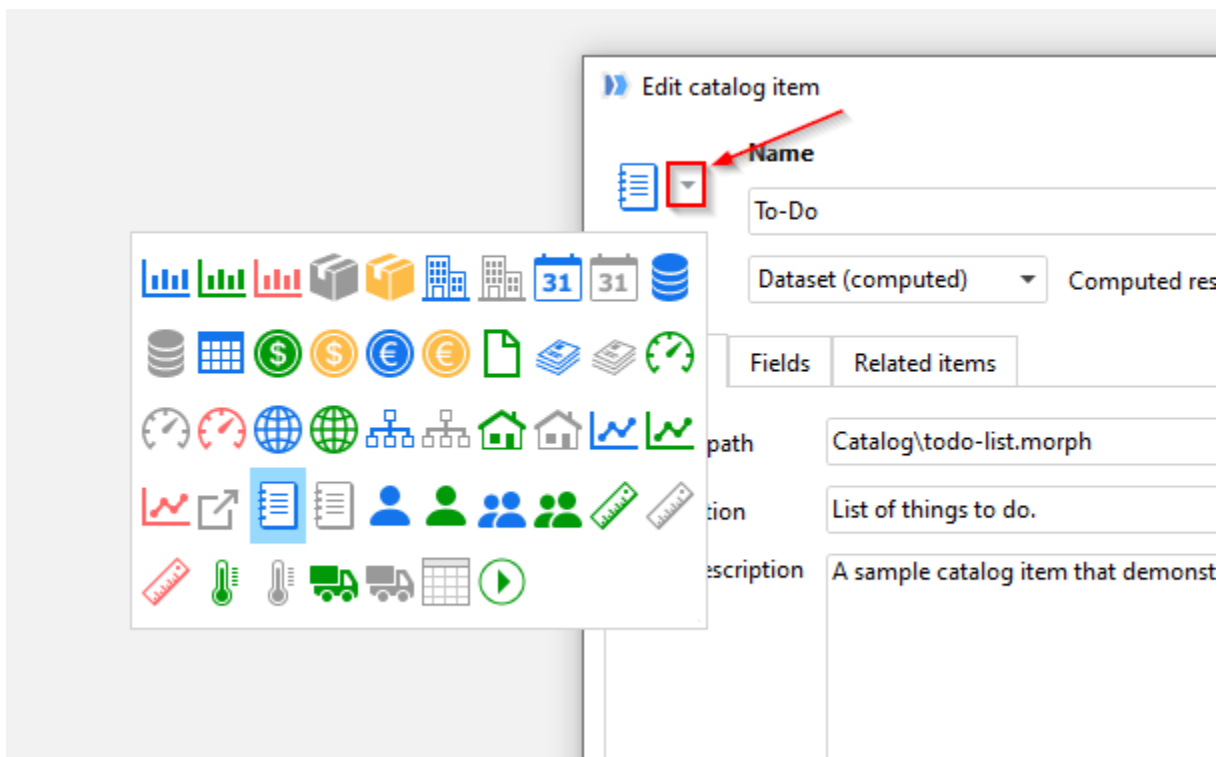 Edit catalog item
Name
To-Do
Dataset (computed)
Computed res
31
31
$
$
€
€
Fields
Related items
path
Catalog\todo-list.morph
tion
List of things to do.
escription
A sample catalog item that demonst